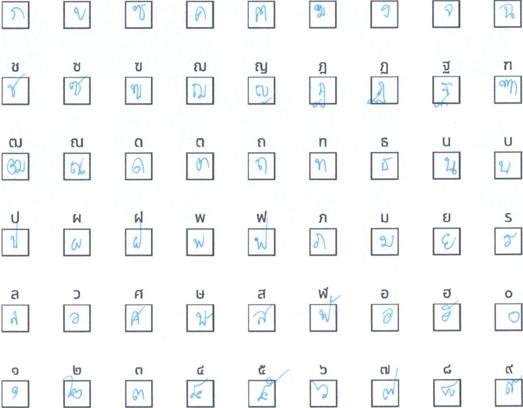 ก ข ฃ ค ฅ ฆ ง จ ฉ
ช ซ ฌ ญ ฎ ฏ ฐ ฑ
ช ซ ฌ ญ ฎ ฏ ฐ ฑ
ฒ ณ ด ต ถ ท ธ น บ
ฒ ณ ด ต ถ ท ธ น บ
ป ผ ฝ พ ฟ ภ ม ย ร
ป ผ ฝ พ ฟ ภ ม ย ร
ล ว ศ ษ ส ฬ อ ฮ ๐
ล ว ศ ษ ส ฬ อ ฮ ๐
๑ ๒ ๓ ๔ ๕ ๖ ๗ ๘ ๙
๑ ๒ ๓ ๔ ๕ ๖ ๗ ๘ ๙